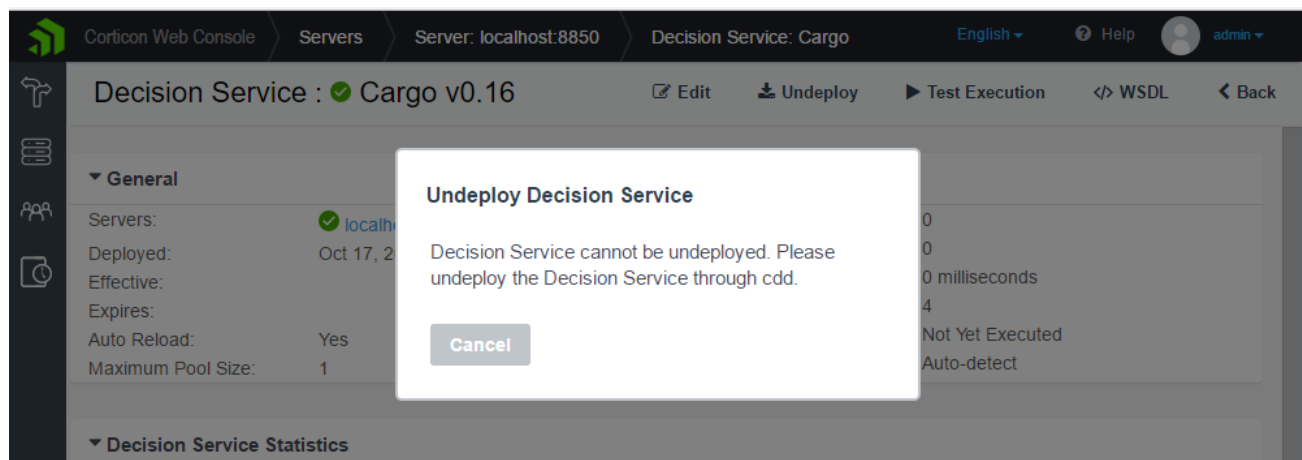 Corticon Web Console Servers Server: localhost:8850 Decision Service: Cargo English Help admin
Decision Service : Cargo v0.16 Edit Undeploy Test Execution </> WSDL Back
General
Undeploy Decision Service
Servers: 0
Deployed: Oct 17, 0
Decision Service cannot be undeployed. Please
Effective: 0 milliseconds
undeploy the Decision Service through cdd.
Expires: 4
Auto Reload: Yes Not Yet Executed
Cancel
Maximum Pool Size: 1 Auto-detect
Decision Service Statistics